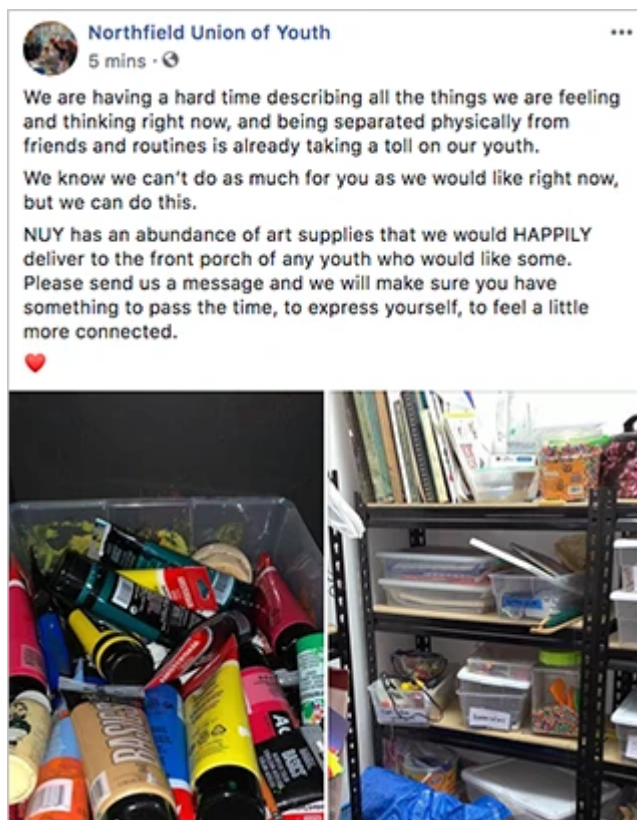 Northfield Union of Youth
5 mins ·
We are having a hard time describing all the things we are feeling
and thinking right now, and being separated physically from
friends and routines is already taking a toll on our youth.
We know we can't do as much for you as we would like right now,
but we can do this.
NUY has an abundance of art supplies that we would HAPPILY
deliver to the front porch of any youth who would like some.
Please send us a message and we will make sure you have
something to pass the time, to express yourself, to feel a little
more connected.
BASICS